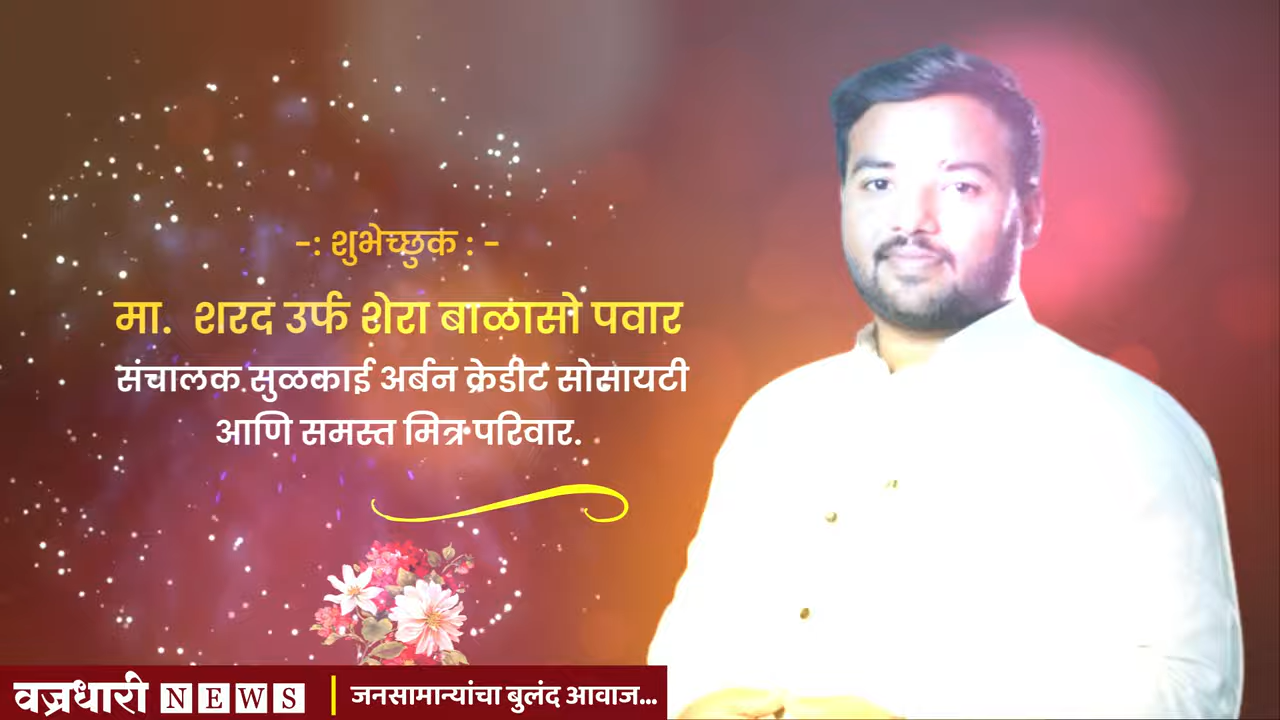 -: शुभेच्छुक : -
मा. शरद उर्फ शेरा बाळासो पवार
संचालक सुळकाई अर्बन क्रेडीट सोसायटी
आणि समस्त मित्र परिवार.
वज्रधारी NEWS | जनसामान्यांचा बुलंद आवाज...